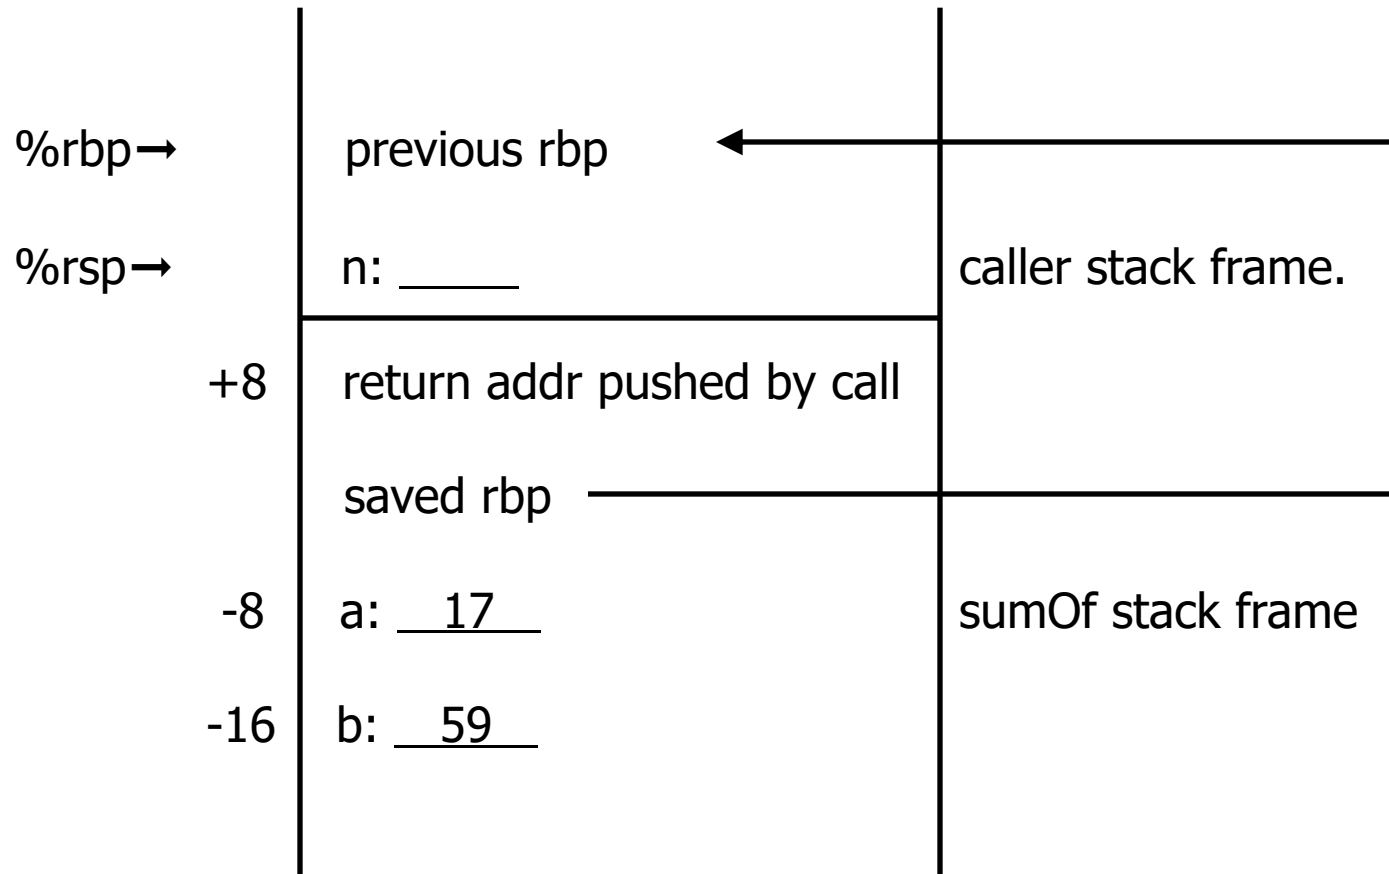 %rbp→ previous rbp
%rsp→ n: _____ caller stack frame.
+8 return addr pushed by call
saved rbp
-8 a: 17 sumOf stack frame
-16 b: 59